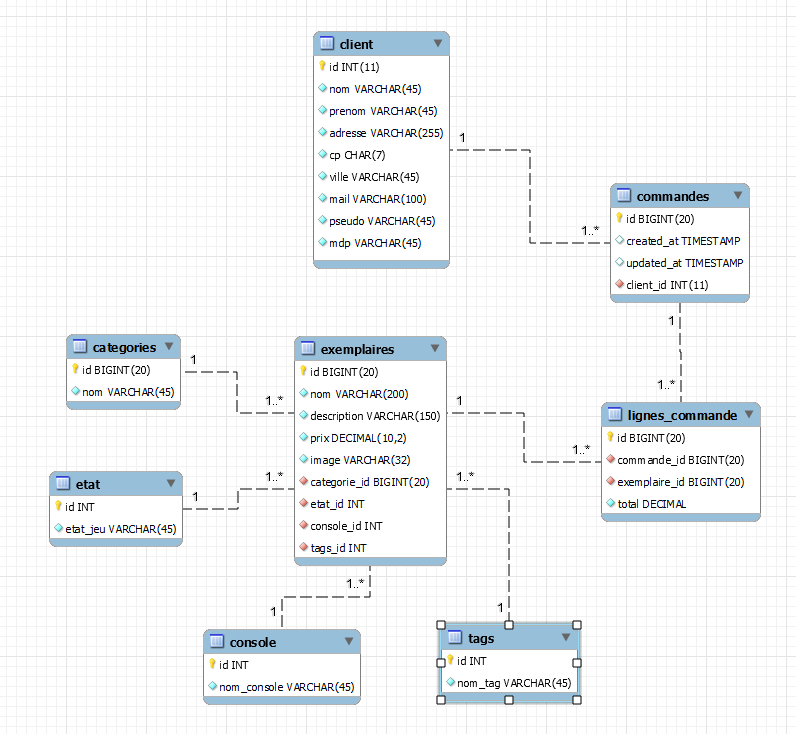 client
id INT(11)
nom VARCHAR(45)
prenom VARCHAR(45)
adresse VARCHAR(255)
cp CHAR(7)
ville VARCHAR(45)
mail VARCHAR(100)
pseudo VARCHAR(45)
mdp VARCHAR(45)
1
1..*
commandes
id BIGINT(20)
created_at TIMESTAMP
updated_at TIMESTAMP
client_id INT(11)
1
1..*
categories
id BIGINT(20)
nom VARCHAR(45)
1
1..*
exemplaires
id BIGINT(20)
nom VARCHAR(200)
description VARCHAR(150)
prix DECIMAL(10,2)
image VARCHAR(32)
categorie_id BIGINT(20)
etat_id INT
console_id INT
tags_id INT
1
1..*
lignes_commande
id BIGINT(20)
commande_id BIGINT(20)
exemplaire_id BIGINT(20)
total DECIMAL
etat
id INT
etat_jeu VARCHAR(45)
1
1..*
1..*
1
1..*
1
console
id INT
nom_console VARCHAR(45)
tags
id INT
nom_tag VARCHAR(45)